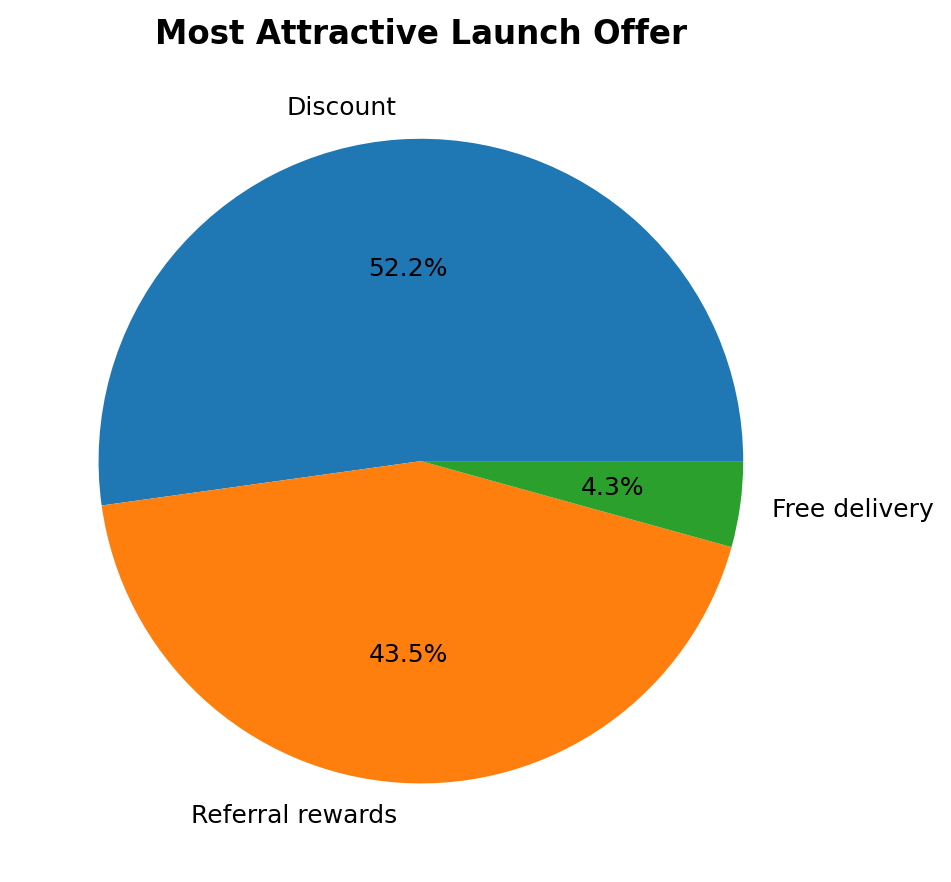 Most Attractive Launch Offer
Discount
52.2%
4.3%
Free delivery
43.5%
Referral rewards